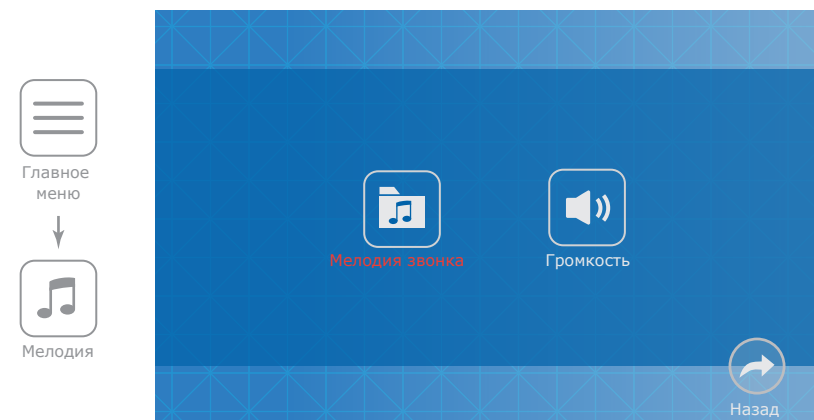 Главное
меню
Мелодия
Мелодия звонка
Громкость
Назад